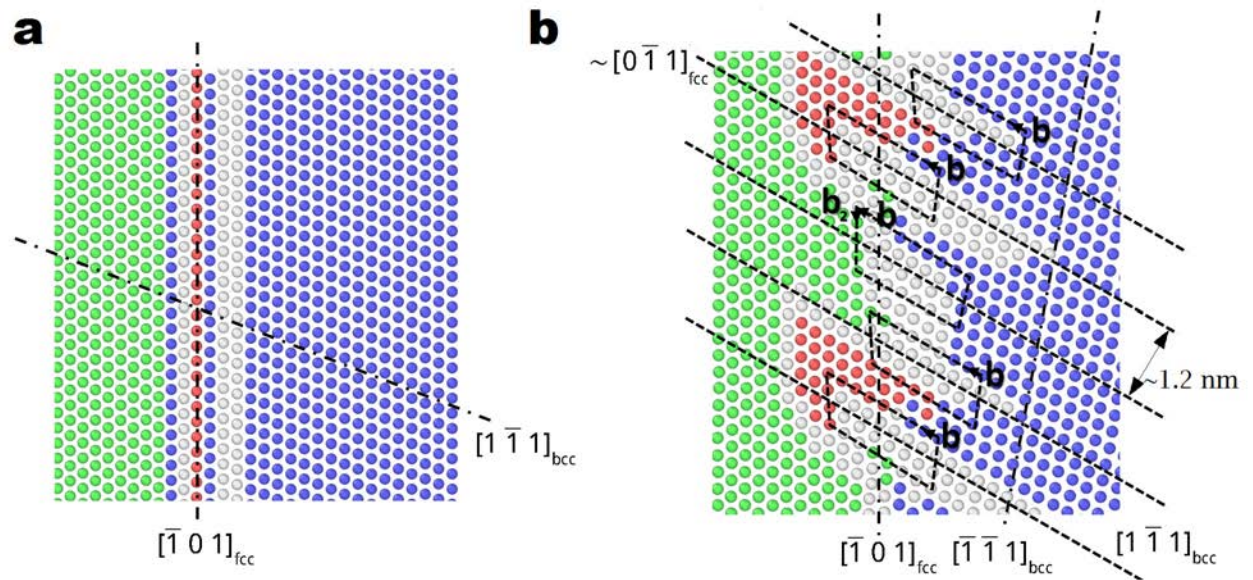 a
[1̄ 0 1]fcc
[1 1̄ 1]bcc
b
~[0 1̄ 1]fcc
b
b
b₂ b
b
b
~1.2 nm
[1̄ 0 1]fcc
[1̄ 1̄ 1]bcc
[1 1̄ 1]bcc